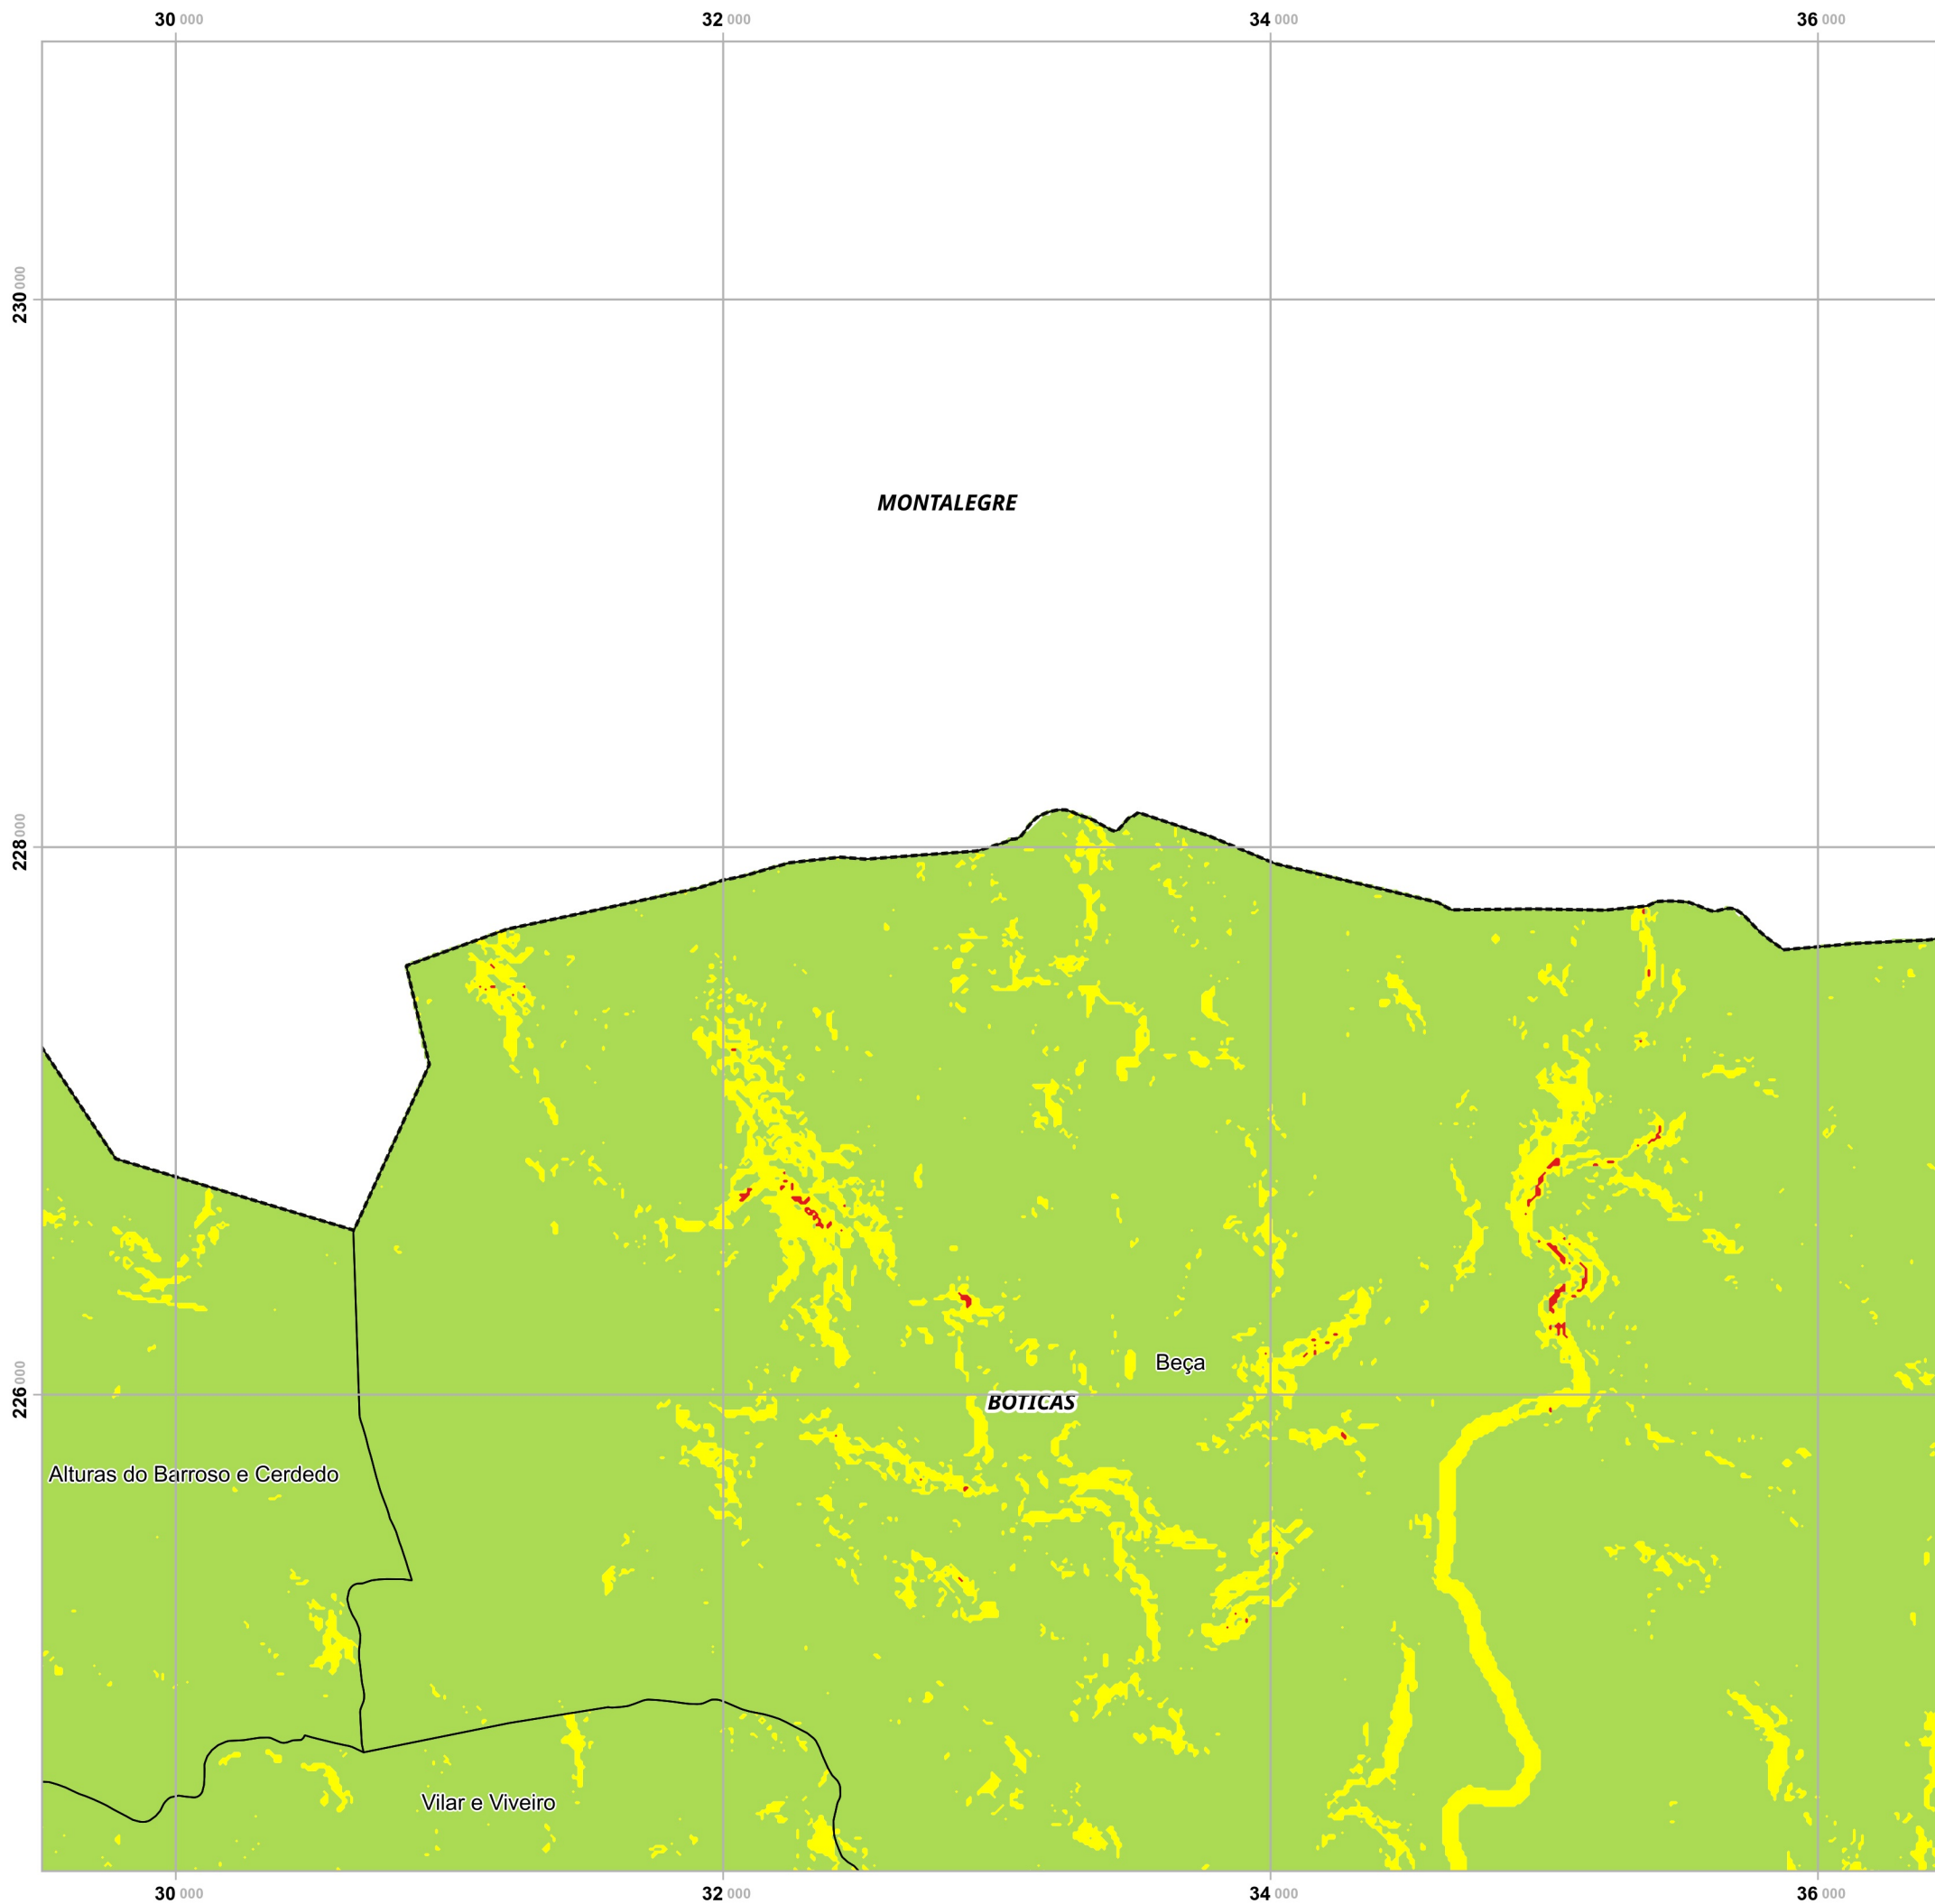 30 000
32 000
34 000
36 000
230 000
MONTALEGRE
228 000
Beça
226 000
BOTICAS
Alturas do Barroso e Cerdedo
Vilar e Viveiro
30 000
32 000
34 000
36 000